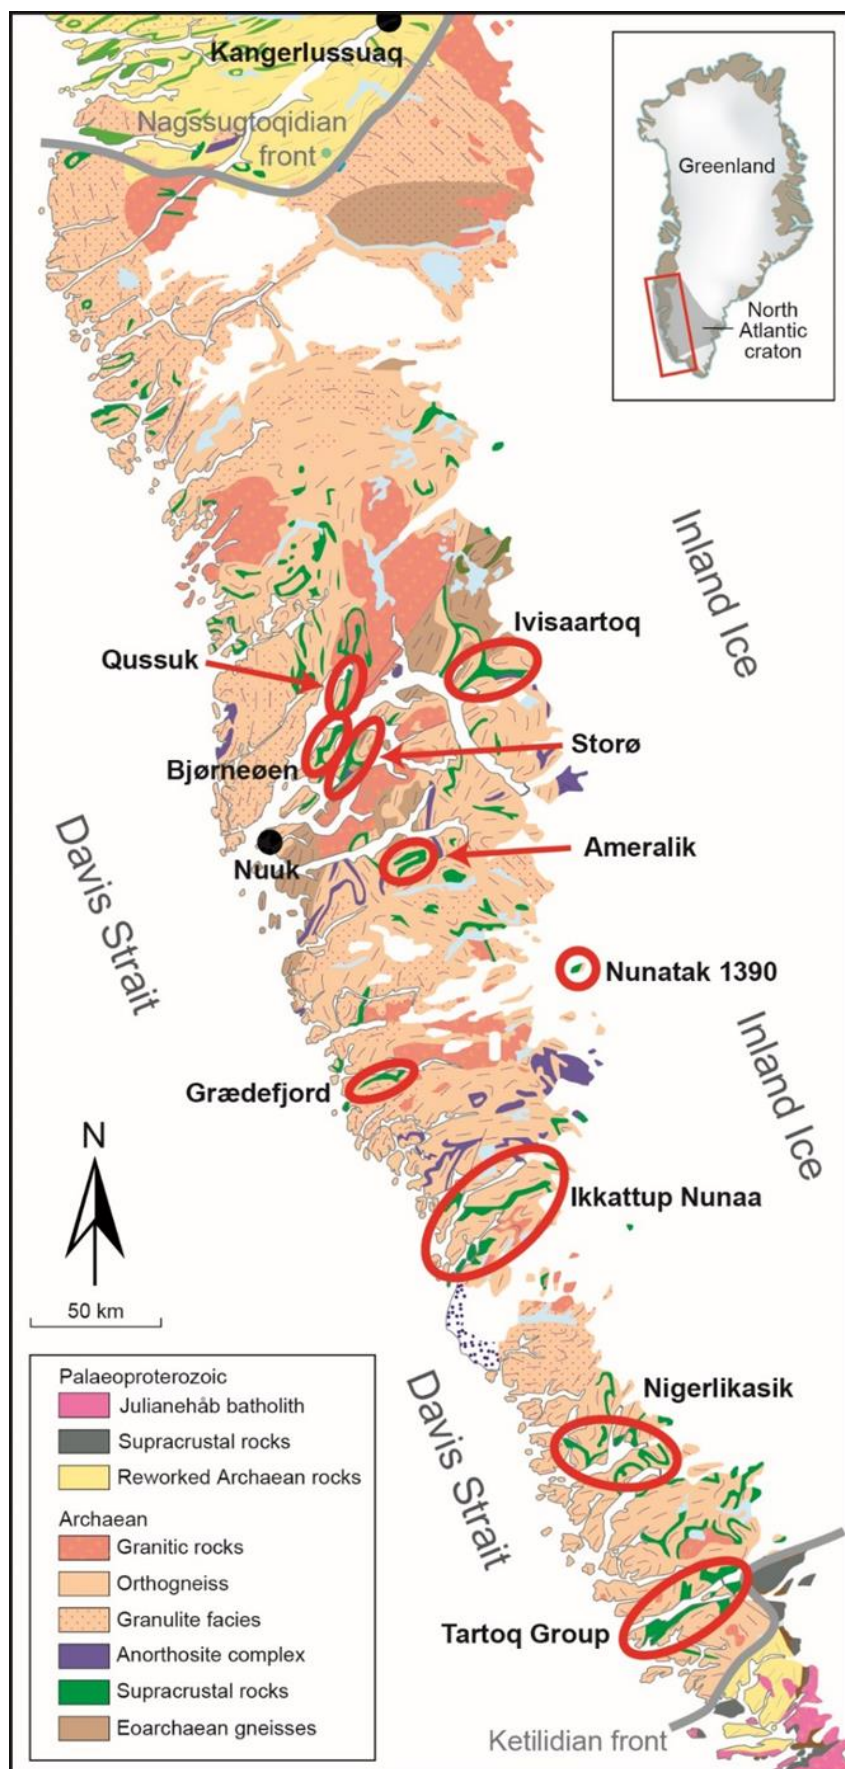 Kangerlussuaq
Nagssugtoqidian
front
Greenland
North
Atlantic
craton
Inland Ice
Ivisaartoq
Qussuk
Storø
Bjørneøen
Ameralik
Nuuk
Davis Strait
Nunatak 1390
Inland Ice
Grædefjord
N
Ikkattup Nunaa
50 km
Nigerlikasik
Davis Strait
Palaeoproterozoic
Julianehåb batholith
Supracrustal rocks
Reworked Archaean rocks
Archaean
Granitic rocks
Orthogneiss
Granulite facies
Anorthosite complex
Supracrustal rocks
Eoarchaean gneisses
Tartoq Group
Ketilidian front